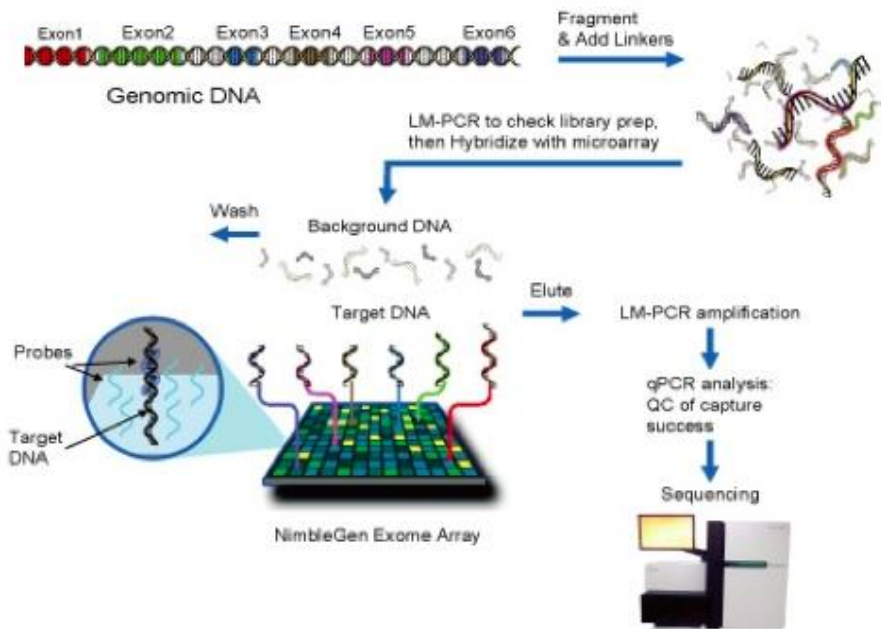 Exon1 Exon2 Exon3 Exon4 Exon5 Exon6
Genomic DNA
Fragment
& Add Linkers
LM-PCR to check library prep,
then Hybridize with microarray
Wash
Background DNA
Target DNA
Elute
LM-PCR amplification
qPCR analysis:
QC of capture
success
Sequencing
Probes
Target
DNA
NimbleGen Exome Array